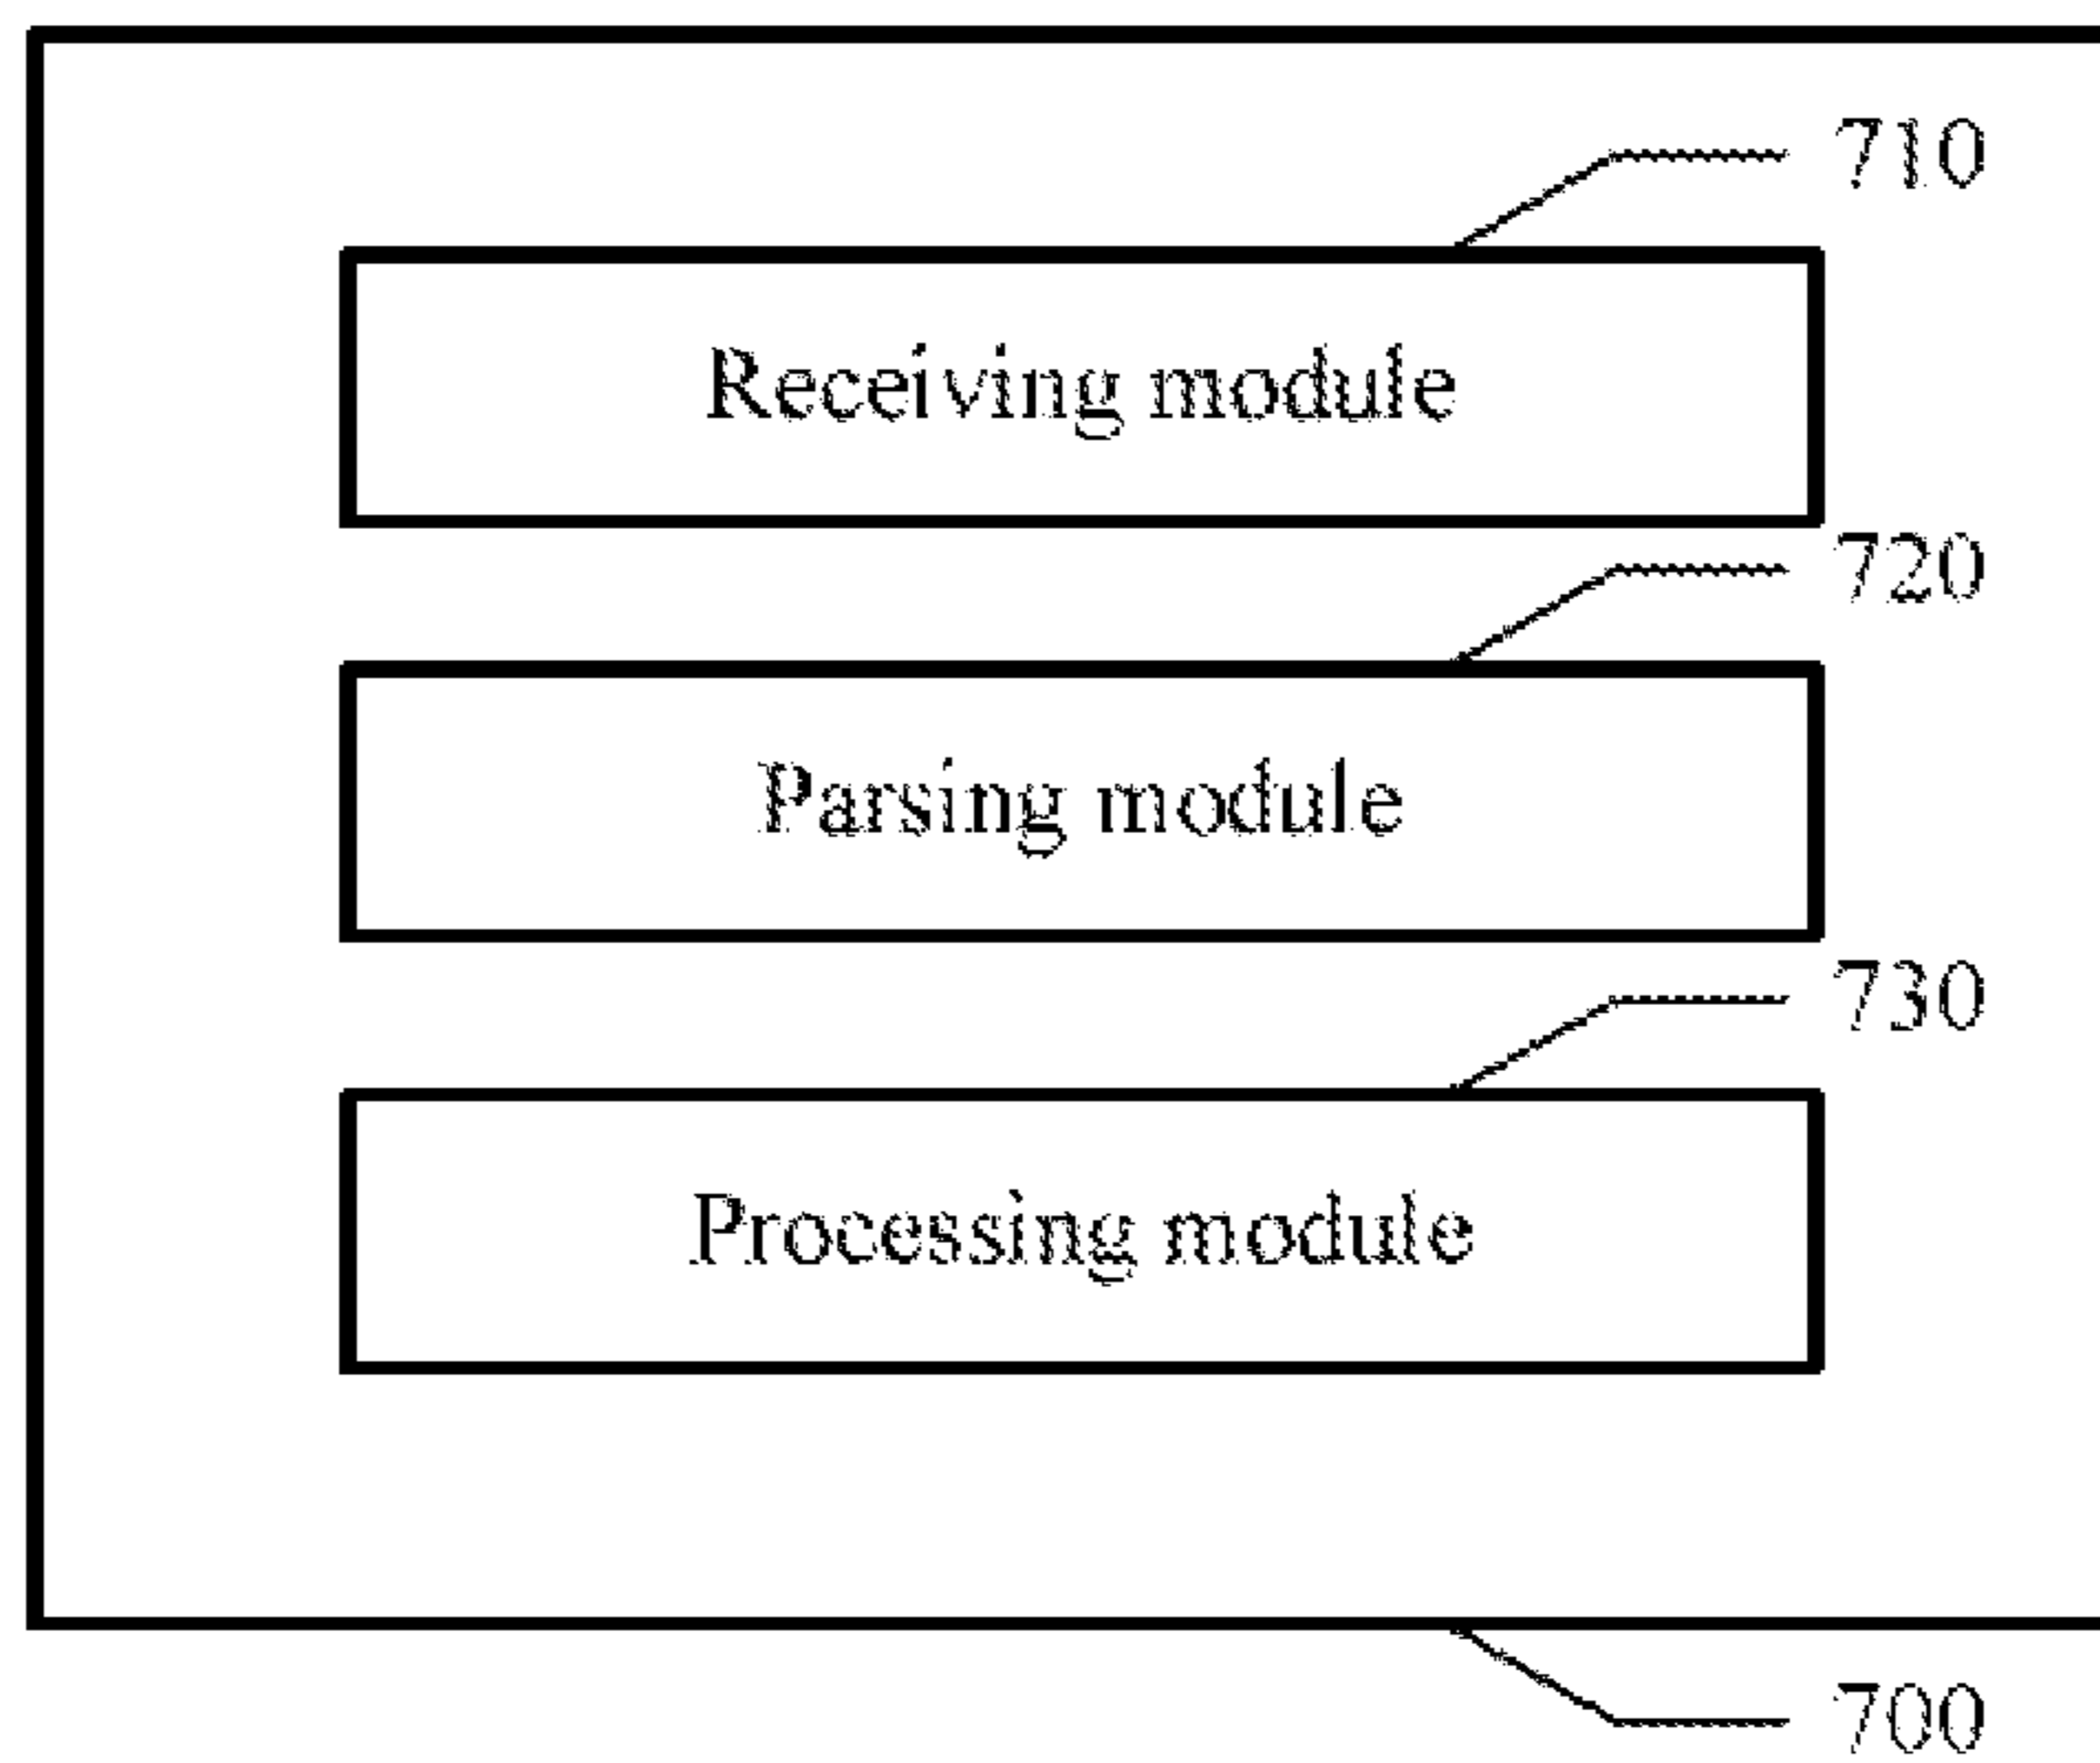 710
Receiving module
720
Parsing module
730
Processing module
700